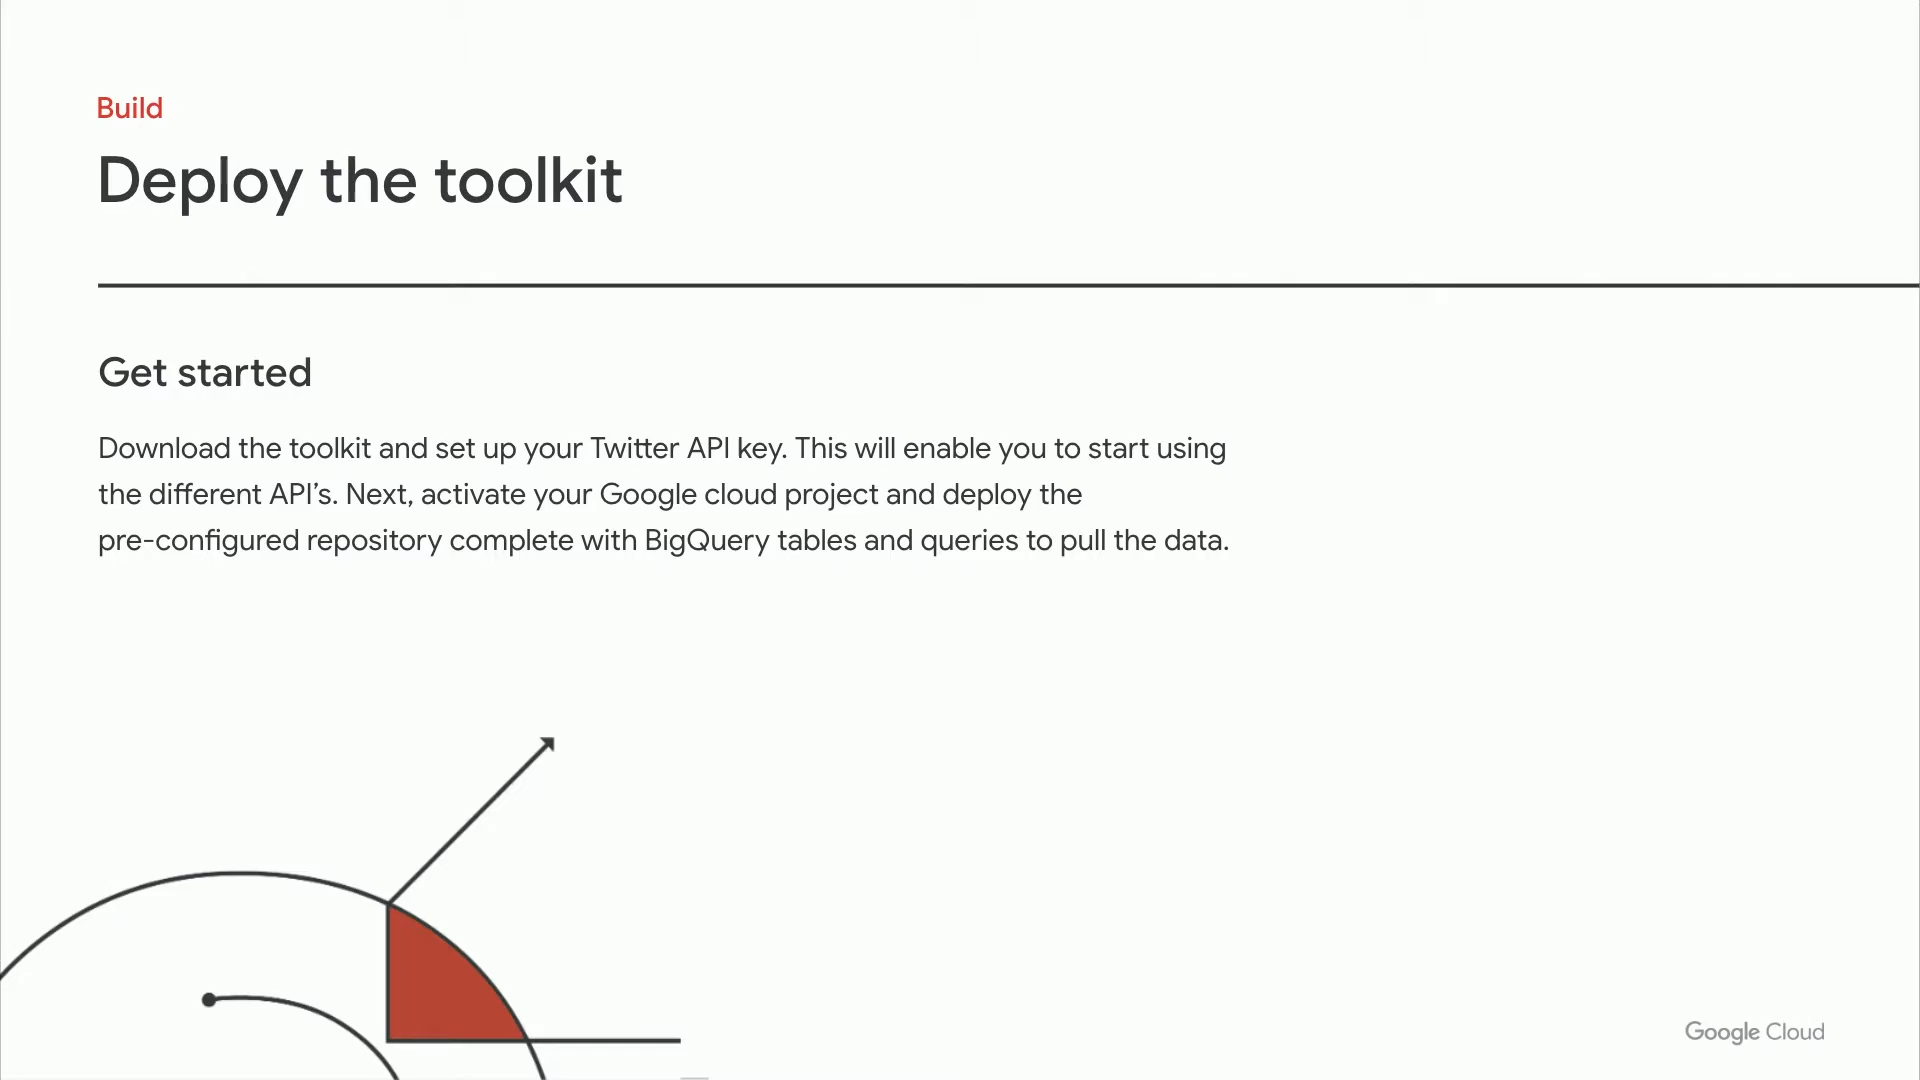 Build
Deploy the toolkit
Get started
Download the toolkit and set up your Twitter API key. This will enable you to start using
the different API’s. Next, activate your Google cloud project and deploy the
pre-configured repository complete with BigQuery tables and queries to pull the data.
Google Cloud